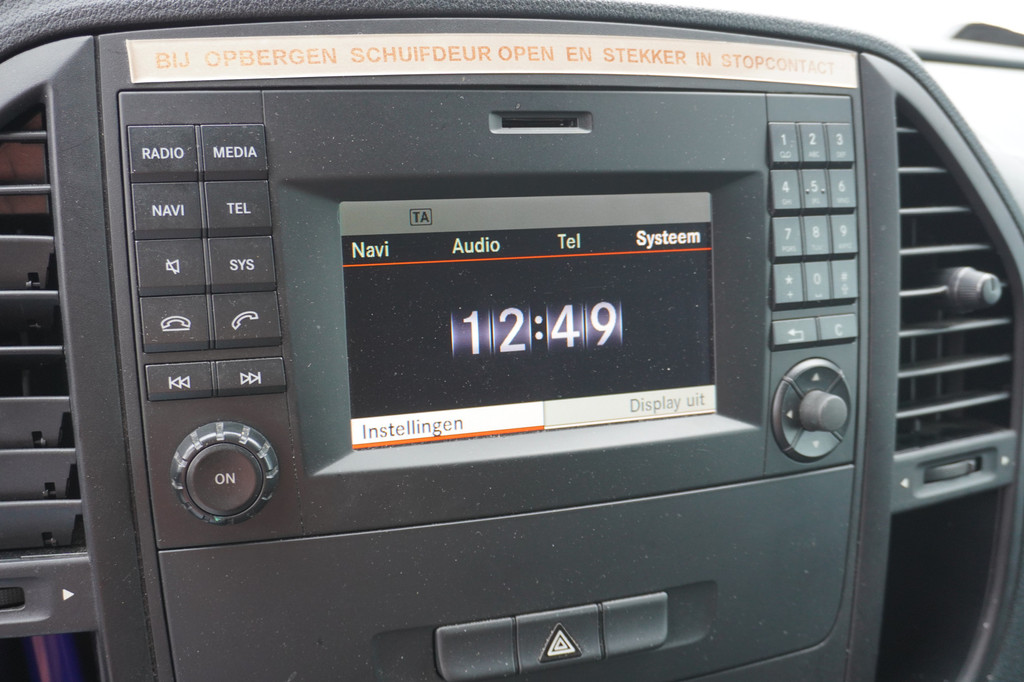 BIJ OPBERGEN SCHUIFDEUR OPEN EN STEKKER IN STOPCONTACT
RADIO MEDIA
NAVI TEL
SYS
ON
TA
Navi Audio Tel Systeem
12:49
Instellingen Display uit
1 2 3
4 5 6
7 8 9
* 0 #
C